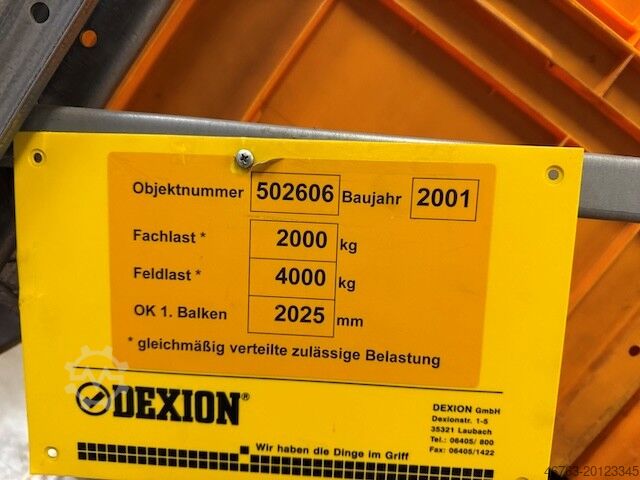 Objektnummer 502606 Baujahr 2001
Fachlast * 2000 kg
Feldlast * 4000 kg
OK 1. Balken 2025 mm
* gleichmäßig verteilte zulässige Belastung
DEXION®
DEXION GmbH
Dexionstr. 1-5
35321 Laubach
Tel.: 06405/ 800
Fax: 06405/1422
Wir haben die Dinge im Griff
46763-20123345